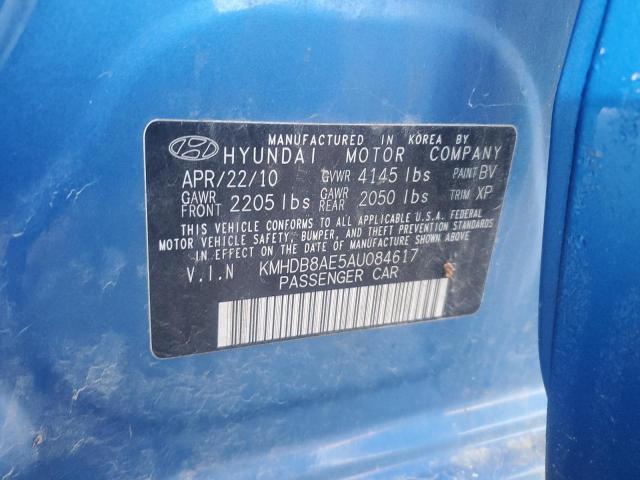 MANUFACTURED IN KOREA BY
HYUNDAI MOTOR COMPANY
APR/22/10 GVWR 4145 lbs PAINT BV
GAWR FRONT 2205 lbs GAWR REAR 2050 lbs TRIM XP
THIS VEHICLE CONFORMS TO ALL APPLICABLE U.S.A. FEDERAL
MOTOR VEHICLE SAFETY, BUMPER, AND THEFT PREVENTION STANDARDS
IN EFFECT ON THE DATE OF MANUFACTURE SHOWN ABOVE.
V.I.N KMHDB8AE5AU084617
PASSENGER CAR